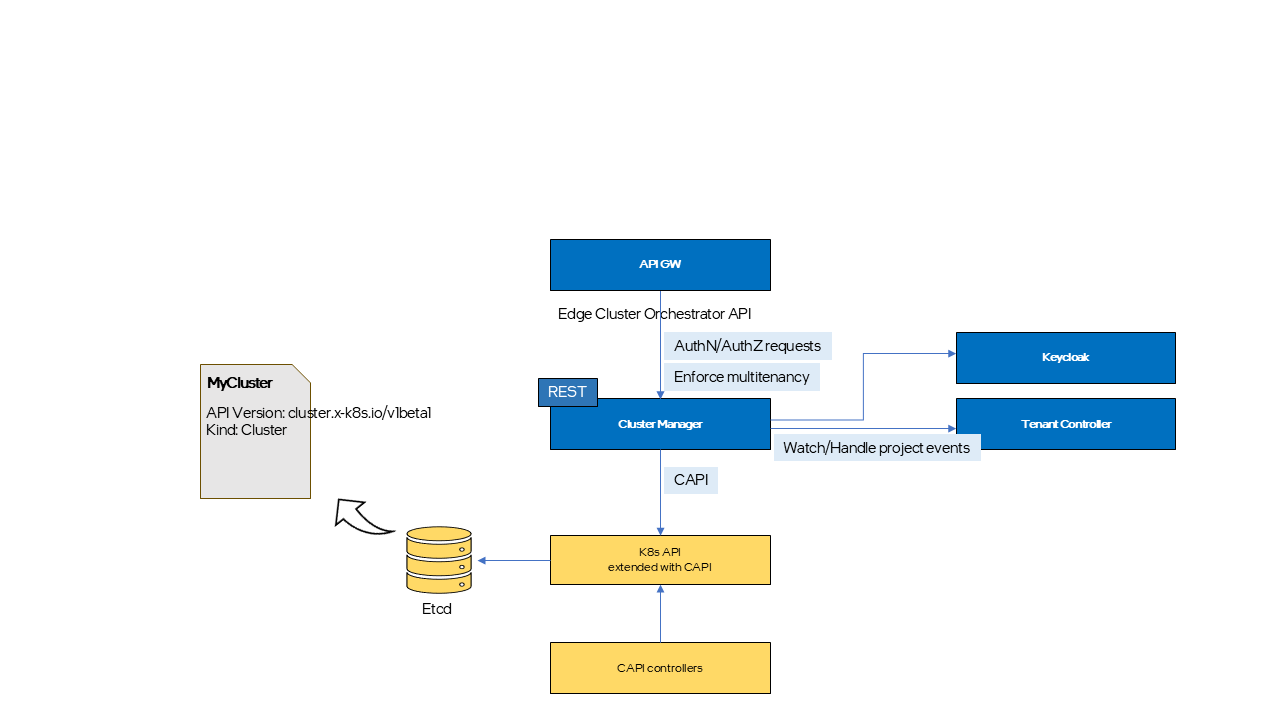 API GW
Edge Cluster Orchestrator API
AuthN/AuthZ requests
Enforce multitenancy
Keycloak
MyCluster
API Version: cluster.x-k8s.io/v1beta1
Kind: Cluster
REST
Cluster Manager
Tenant Controller
Watch/Handle project events
CAPI
K8s API
extended with CAPI
Etcd
CAPI controllers